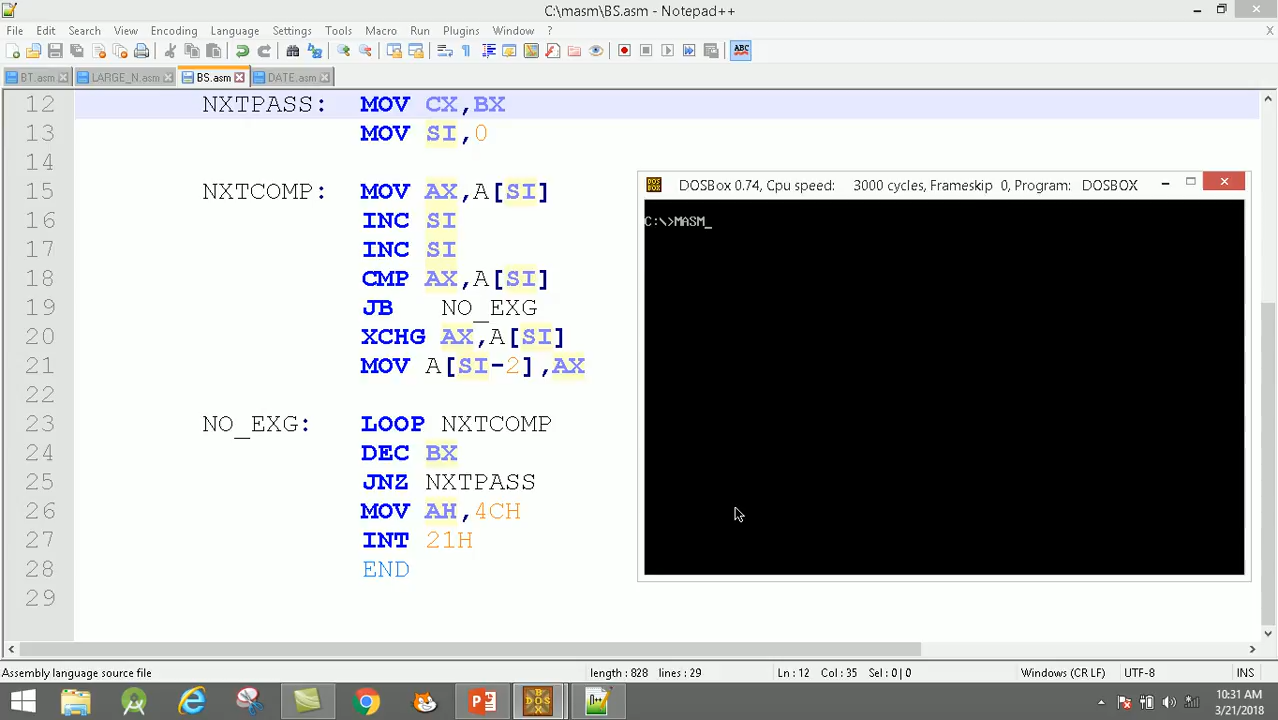 C:\masm\BS.asm - Notepad++
File Edit Search View Encoding Language Settings Tools Macro Run Plugins Window ?
BT.asm LARGE_N.asm BS.asm DATE.asm
12 NXTPASS: MOV CX,BX
13 MOV SI,0
14
15 NXTCOMP: MOV AX,A[SI]
16 INC SI
17 INC SI
18 CMP AX,A[SI]
19 JB NO_EXG
20 XCHG AX,A[SI]
21 MOV A[SI-2],AX
22
23 NO_EXG: LOOP NXTCOMP
24 DEC BX
25 JNZ NXTPASS
26 MOV AH,4CH
27 INT 21H
28 END
29
DOSBox 0.74, Cpu speed: 3000 cycles, Frameskip 0, Program: DOSBOX
C:\>MASM_
Assembly language source file length : 828 lines : 29 Ln : 12 Col : 35 Sel : 0 | 0 Windows (CR LF) UTF-8 INS
10:31 AM
3/21/2018